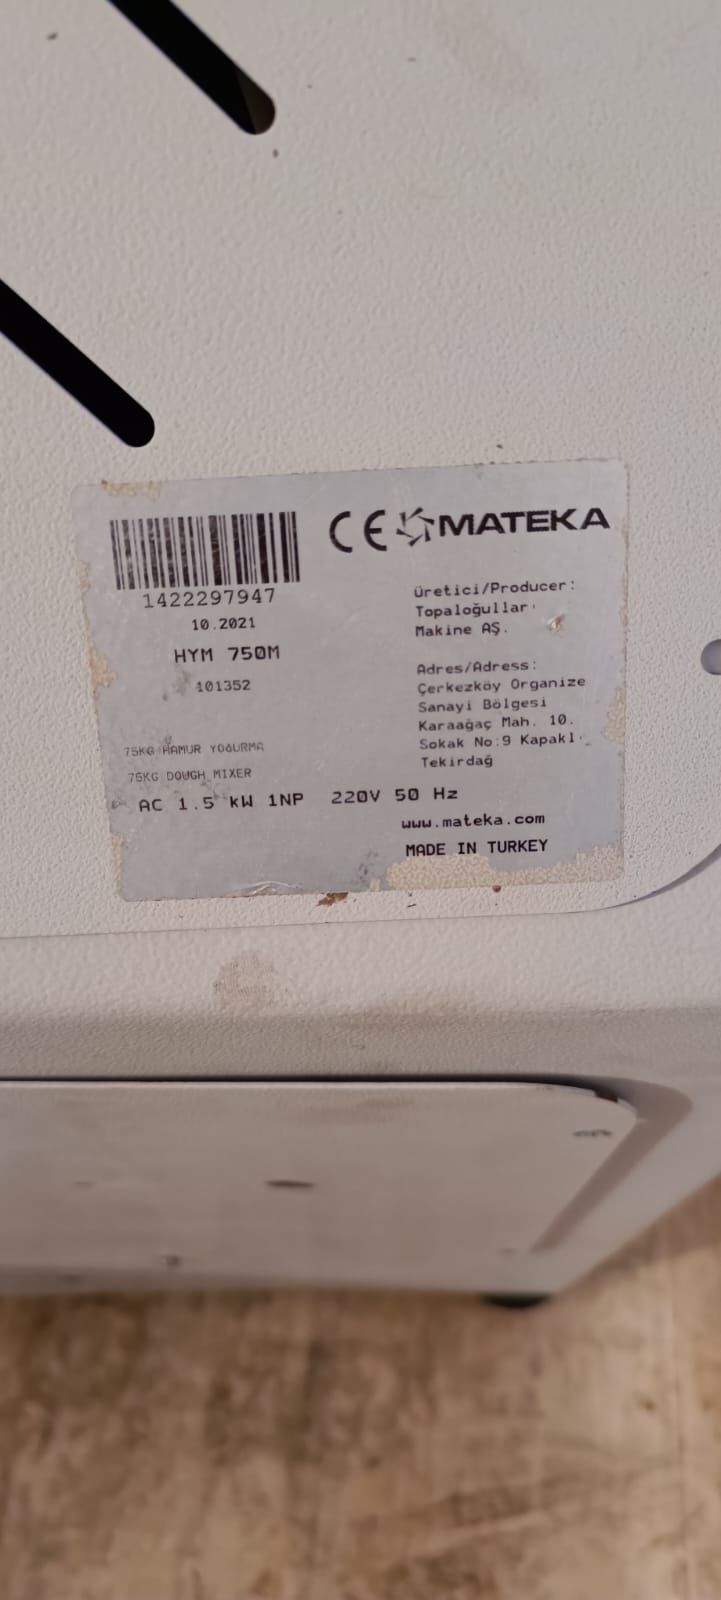 CE MATEKA
1422297947
10.2021
HYM 750M
101352
75KG HAMUR YOĞURMA
75KG DOUGH MIXER
AC 1.5 kW 1NP 220V 50 Hz
Üretici/Producer:
Topaloğullar
Makine AŞ.
Adres/Adress:
Çerkezköy Organize
Sanayi Bölgesi
Karaağaç Mah. 10.
Sokak No:9 Kapakl
Tekirdağ
www.mateka.com
MADE IN TURKEY